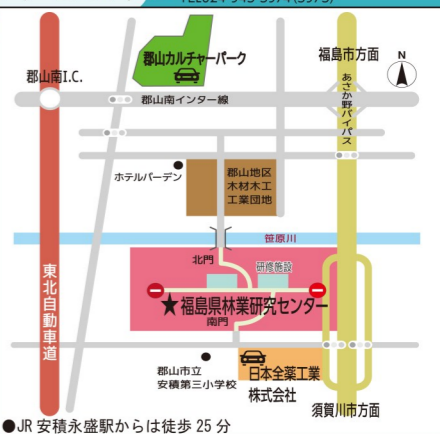 郡山カルチャーパーク
福島市方面
N
郡山南I.C.
郡山南インター線
あさか野バイパス
ホテルバーデン
郡山地区
木材木工
工業団地
笹原川
北門
研修施設
★福島県林業研究センター
南門
東北自動車道
郡山市立
安積第三小学校
日本全薬工業
株式会社
須賀川市方面
●JR 安積永盛駅からは徒歩 25 分